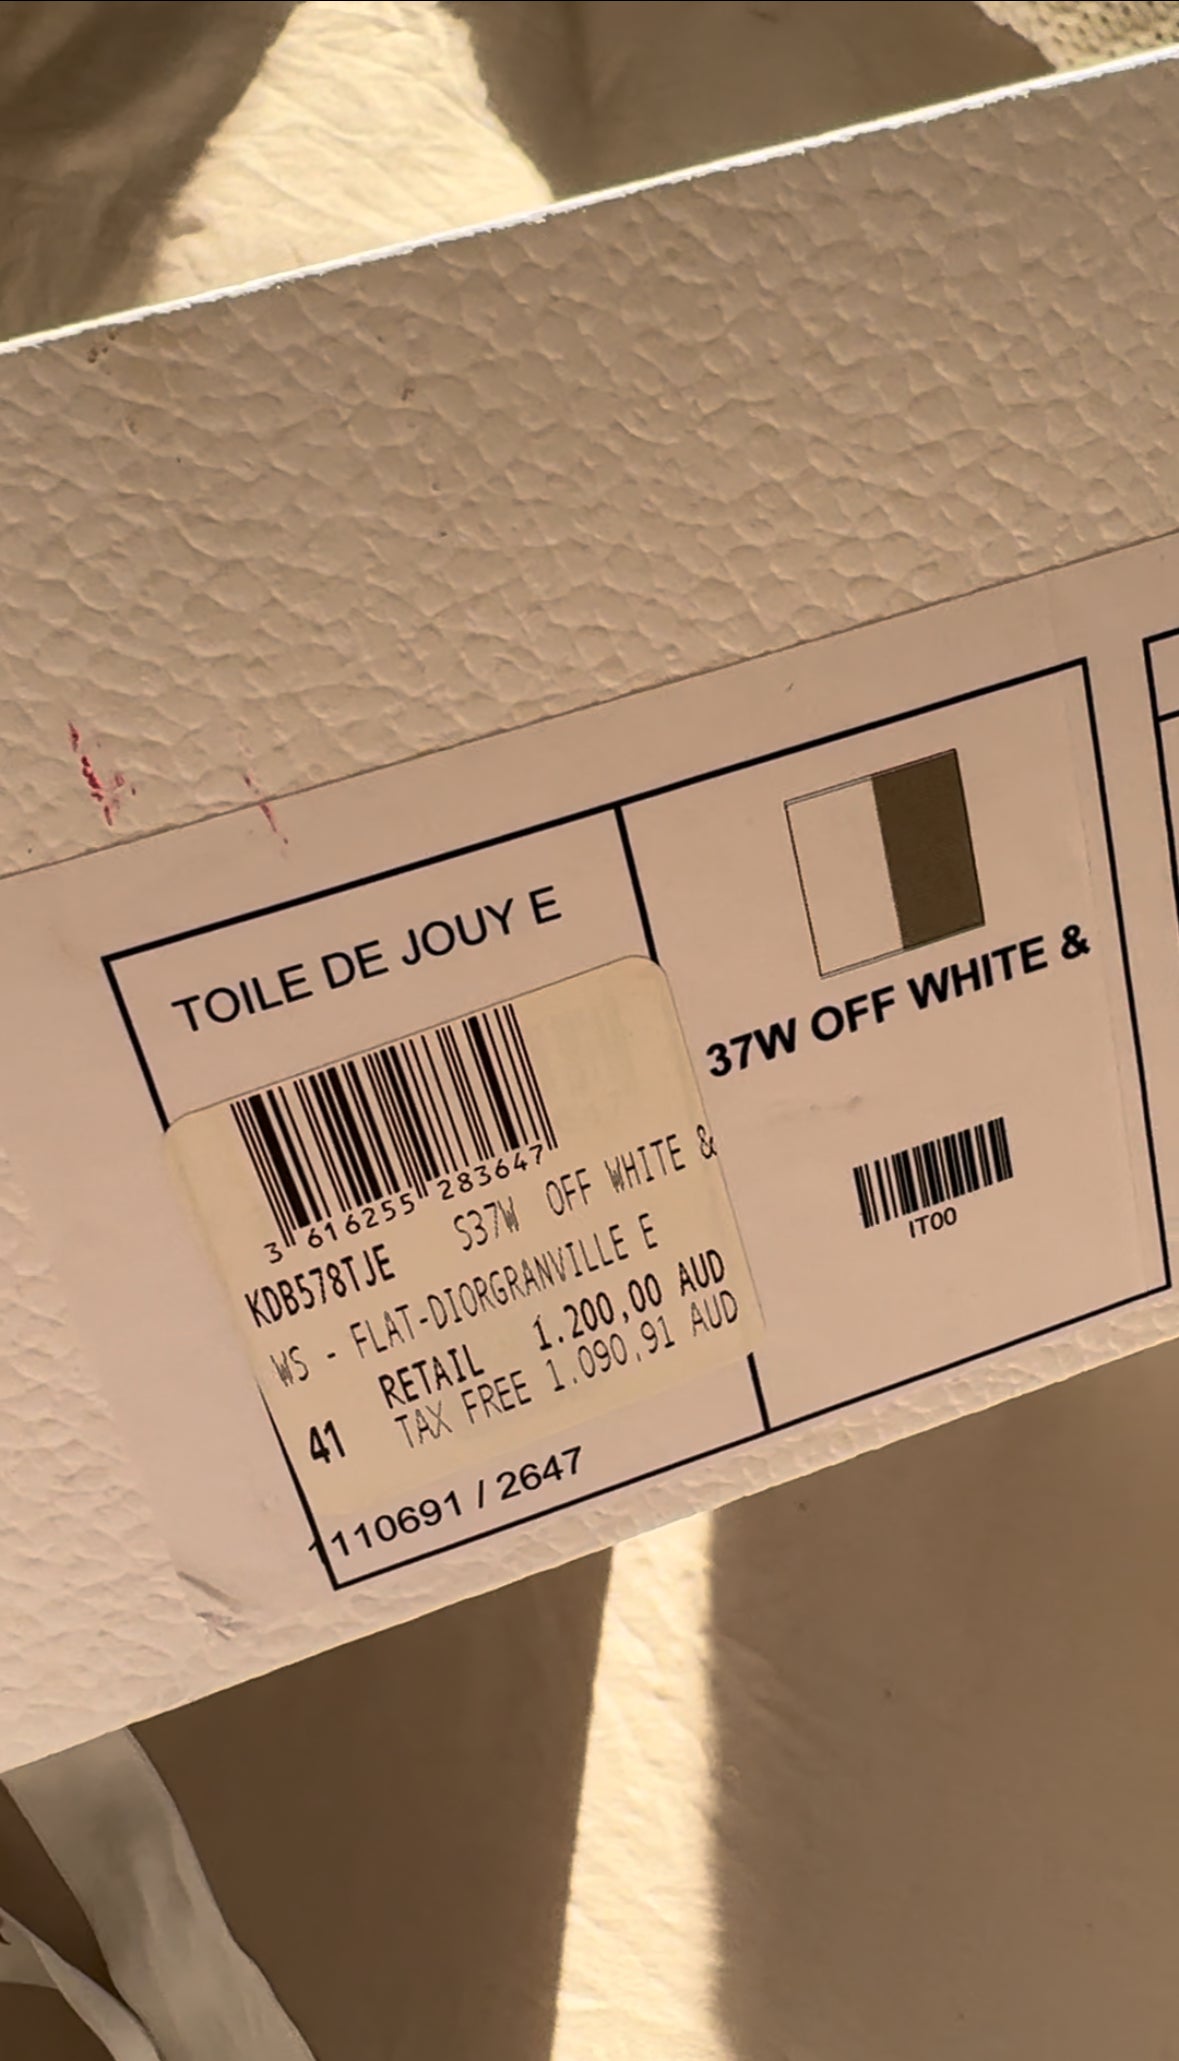 TOILE DE JOUY E
3 616255 283647
KDB578TJE S37W OFF WHITE &
WS - FLAT-DIORGRANVILLE E
RETAIL 1.200,00 AUD
41 TAX FREE 1.090,91 AUD
110691 / 2647
37W OFF WHITE &
IT00